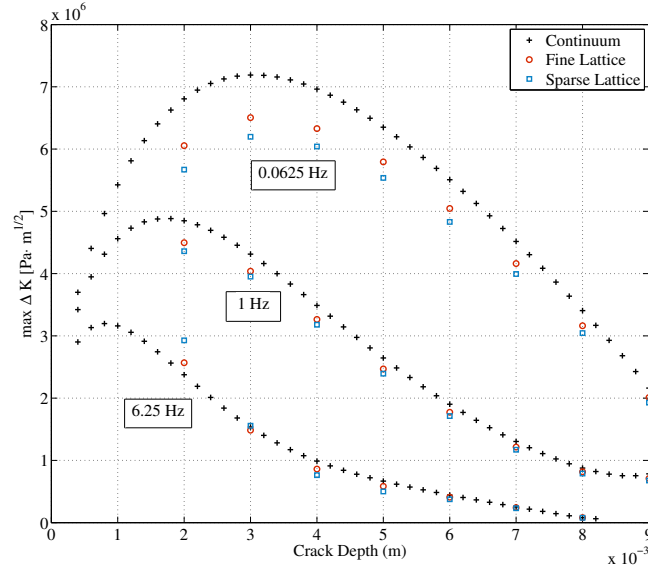 x 10^6
8
7
6
5
4
3
2
1
0
max Δ K [Pa· m^1/2]
+ Continuum
○ Fine Lattice
□ Sparse Lattice
0.0625 Hz
1 Hz
6.25 Hz
0 1 2 3 4 5 6 7 8 9
Crack Depth (m)
x 10^-3